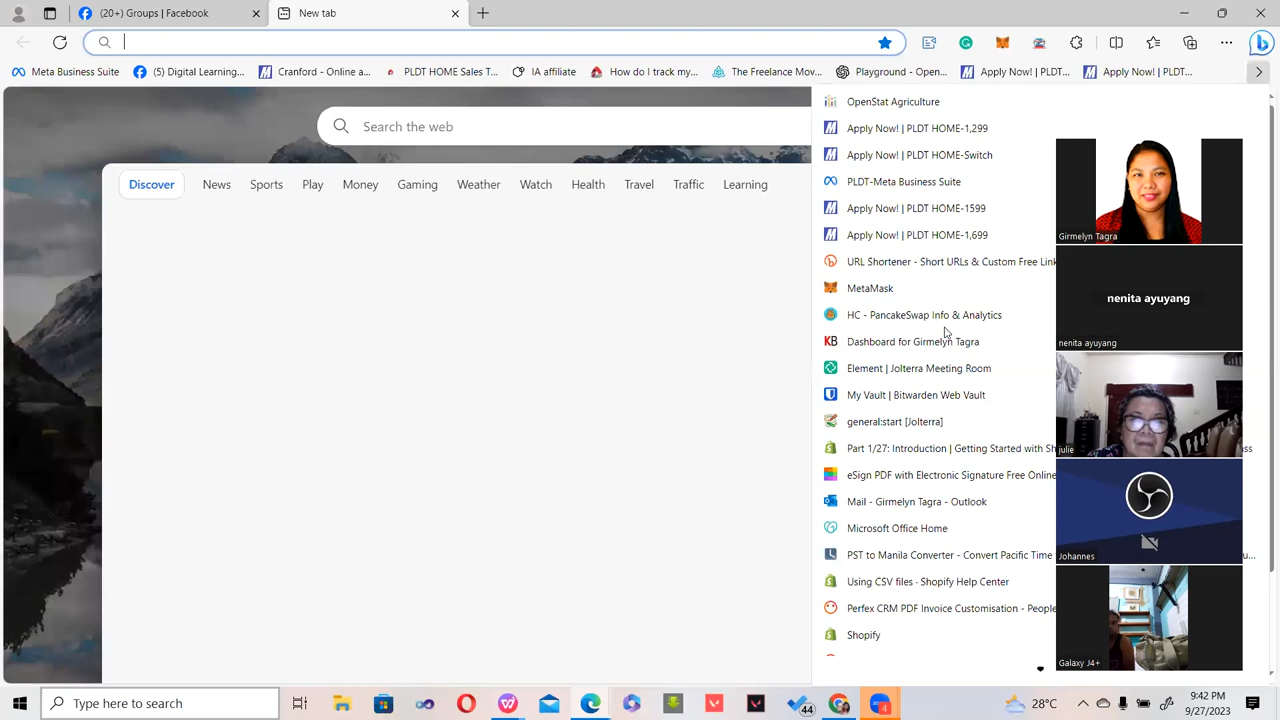 (20+) Groups | Facebook
New tab
Meta Business Suite
(5) Digital Learning...
Cranford - Online a...
PLDT HOME Sales T...
IA affiliate
How do I track my...
The Freelance Mov...
Playground - Open...
Apply Now! | PLDT...
Apply Now! | PLDT...
Search the web
Discover
News
Sports
Play
Money
Gaming
Weather
Watch
Health
Travel
Traffic
Learning
OpenStat Agriculture
Apply Now! | PLDT HOME-1,299
Apply Now! | PLDT HOME-Switch
PLDT-Meta Business Suite
Apply Now! | PLDT HOME-1599
Apply Now! | PLDT HOME-1,699
URL Shortener - Short URLs & Custom Free Link
MetaMask
HC - PancakeSwap Info & Analytics
KB Dashboard for Girmelyn Tagra
Element | Jolterra Meeting Room
My Vault | Bitwarden Web Vault
general:start [Jolterra]
Part 1/27: Introduction | Getting Started with Sh ass
eSign PDF with Electronic Signature Free Online
Mail - Girmelyn Tagra - Outlook
Microsoft Office Home
PST to Manila Converter - Convert Pacific Time u...
Using CSV files · Shopify Help Center
Perfex CRM PDF Invoice Customisation - People
Shopify
Girmelyn Tagra
nenita ayuyang
nenita ayuyang
julie
Johannes
Galaxy J4+
Type here to search
44
4
28°C
9:42 PM
9/27/2023